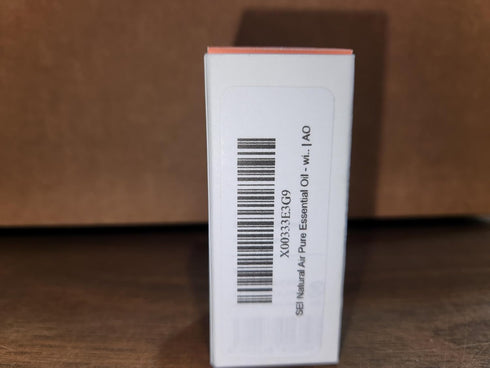 X00333E3G9
SEI Natural Air Pure Essential Oil - wi.. | AO